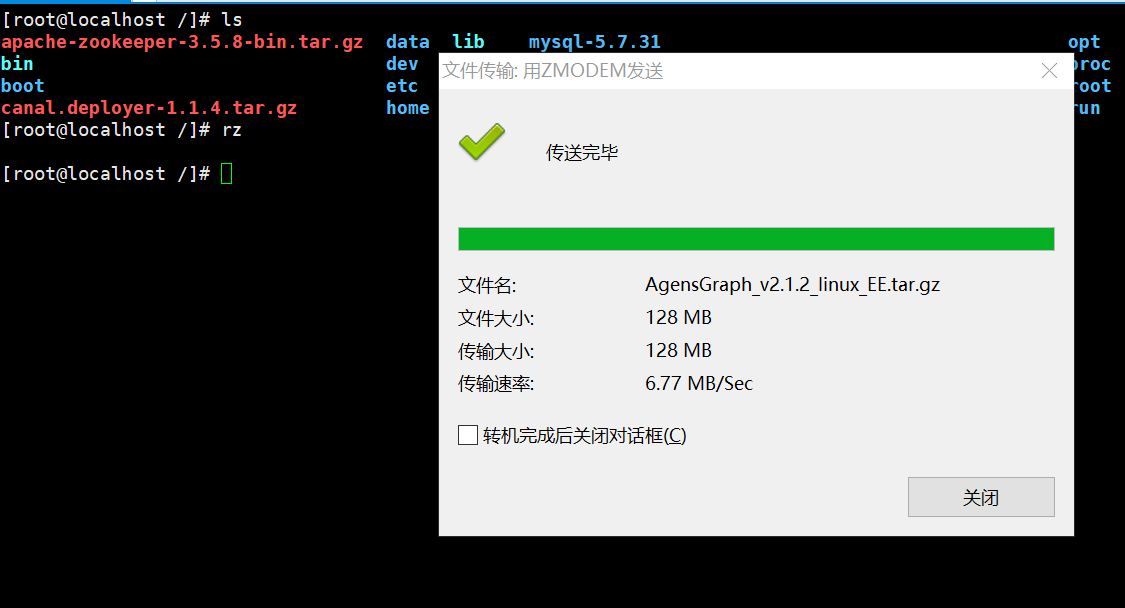 [root@localhost /]# ls
apache-zookeeper-3.5.8-bin.tar.gz data lib mysql-5.7.31 opt
bin dev proc
boot etc root
canal.deployer-1.1.4.tar.gz home run
[root@localhost /]# rz
[root@localhost /]#
文件传输: 用ZMODEM发送
传送完毕
文件名: AgensGraph_v2.1.2_linux_EE.tar.gz
文件大小: 128 MB
传输大小: 128 MB
传输速率: 6.77 MB/Sec
转机完成后关闭对话框(C)
关闭